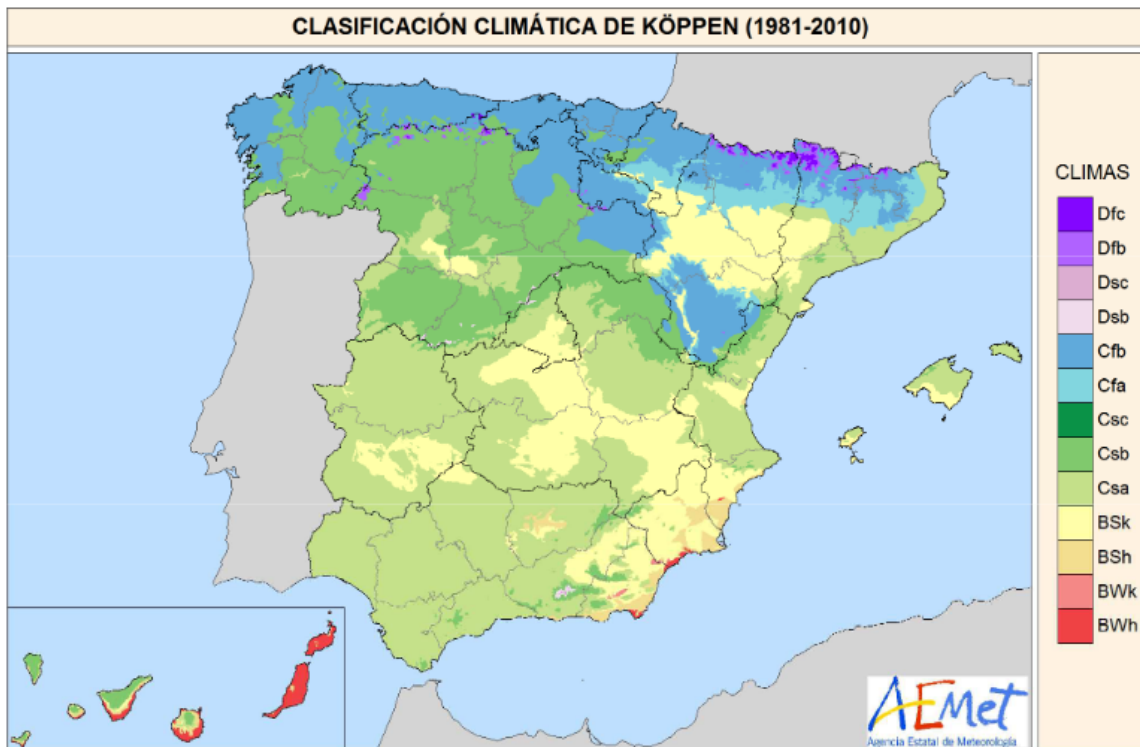 CLASIFICACIÓN CLIMÁTICA DE KÖPPEN (1981-2010)
CLIMAS
Dfc
Dfb
Dsc
Dsb
Cfb
Cfa
Csc
Csb
Csa
BSk
BSh
BWk
BWh
AEMet
Agencia Estatal de Meteorología